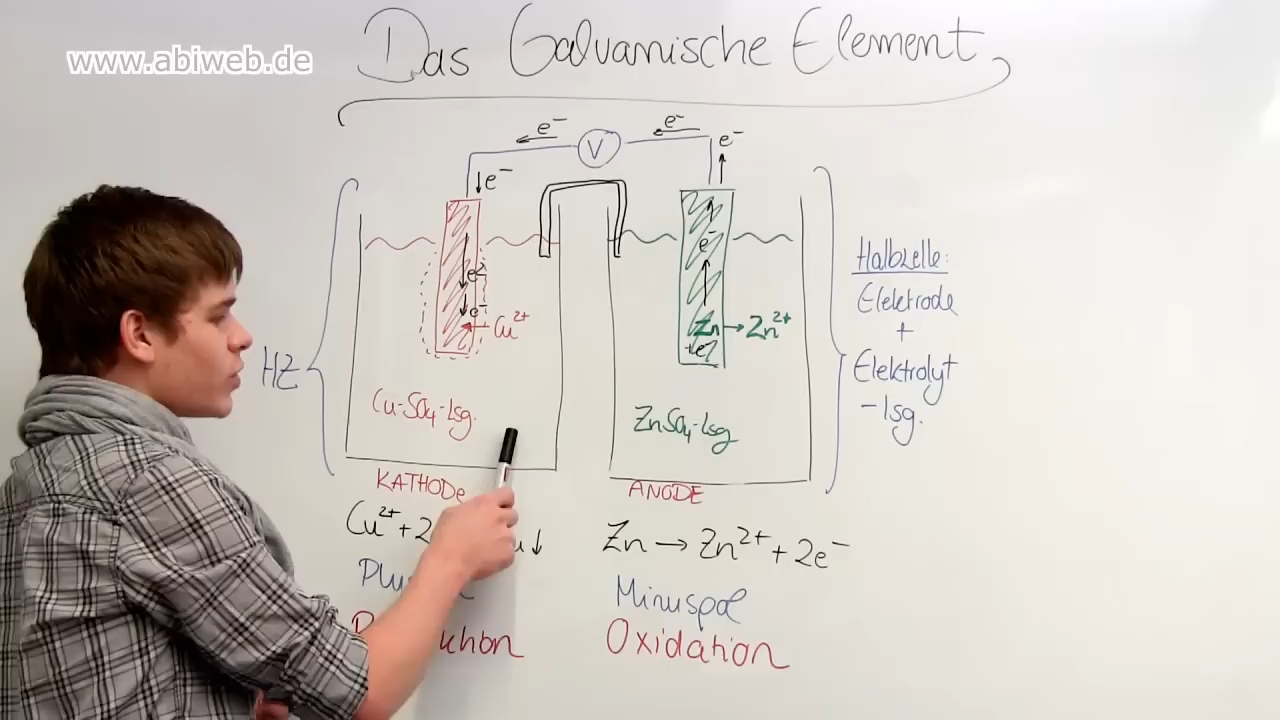 www.abiweb.de
Das Galvanische Element
e⁻
e⁻
V
e⁻
e⁻
e⁻
e⁻
e⁻
Cu²⁺
Zn → Zn²⁺
HZ
Cu-SO₄-Lsg.
ZnSO₄-Lsg
Halbzelle:
Elektrode
+
Elektrolyt
-lsg.
KATHODE
ANODE
Cu²⁺ + 2
↓
Zn → Zn²⁺ + 2e⁻
Minuspol
Oxidation